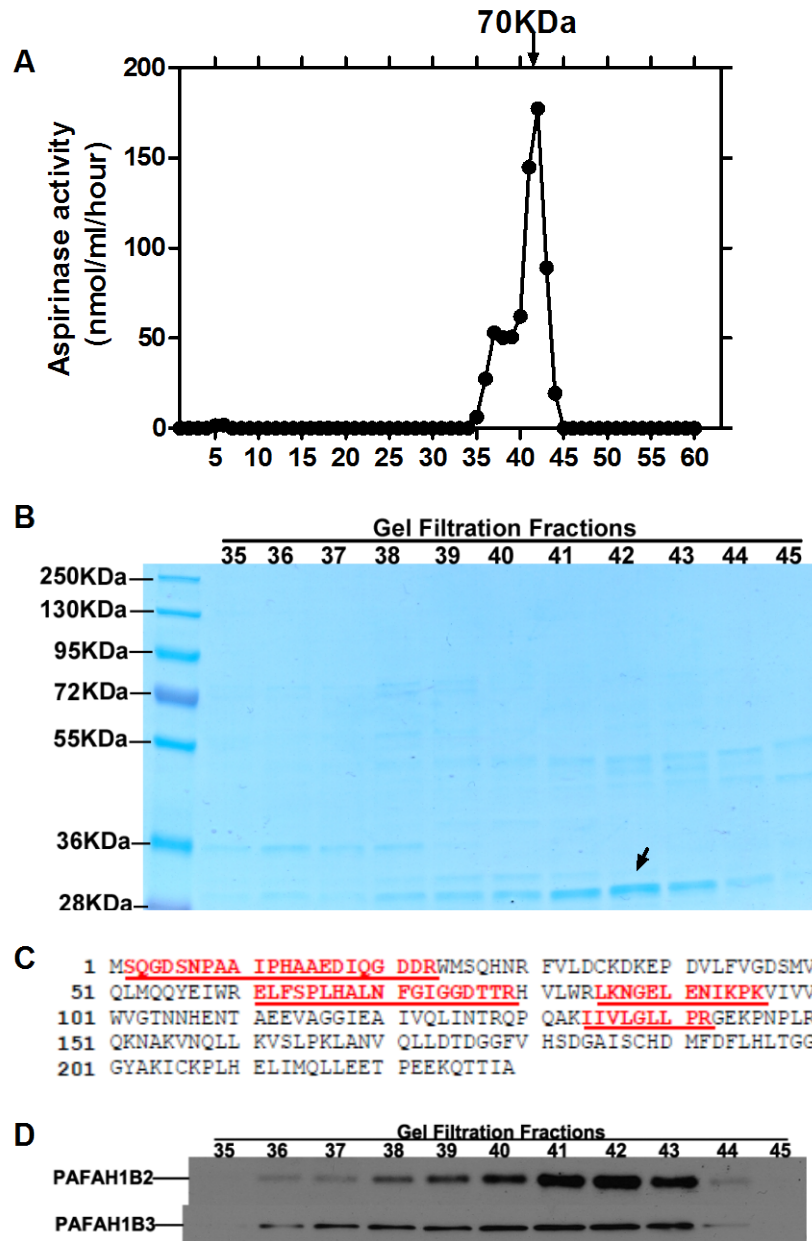 70KDa
A
200
150
100
50
0
Aspirinase activity
(nmol/ml/hour)
5 10 15 20 25 30 35 40 45 50 55 60
B
Gel Filtration Fractions
35 36 37 38 39 40 41 42 43 44 45
250KDa
130KDa
95KDa
72KDa
55KDa
36KDa
28KDa
C
1 MSQGDSNPAA IPHAAEDIQG DDRWMSQHNR FVLDCKDKEP DVLFVGDSMV
51 QLMQQYEIWR ELFSPLHALN FGIGGDTTRH VLWRLKNGEL ENIKPKVIVV
101 WVGTNNHENT AEEVAGGIEA IVQLINTRQP QAKIIVLGLL PRGEKPNPLR
151 QKNAKVNQLL KVSLPKLANV QLLDTDGGFV HSDGAISCHD MFDFLHLTGG
201 GYAKICKPLH ELIMQLLEET PEEKQTTIA
D
Gel Filtration Fractions
35 36 37 38 39 40 41 42 43 44 45
PAFAH1B2
PAFAH1B3